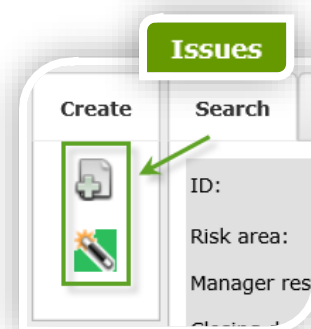 Issues
Create Search
ID:
Risk area:
Manager res